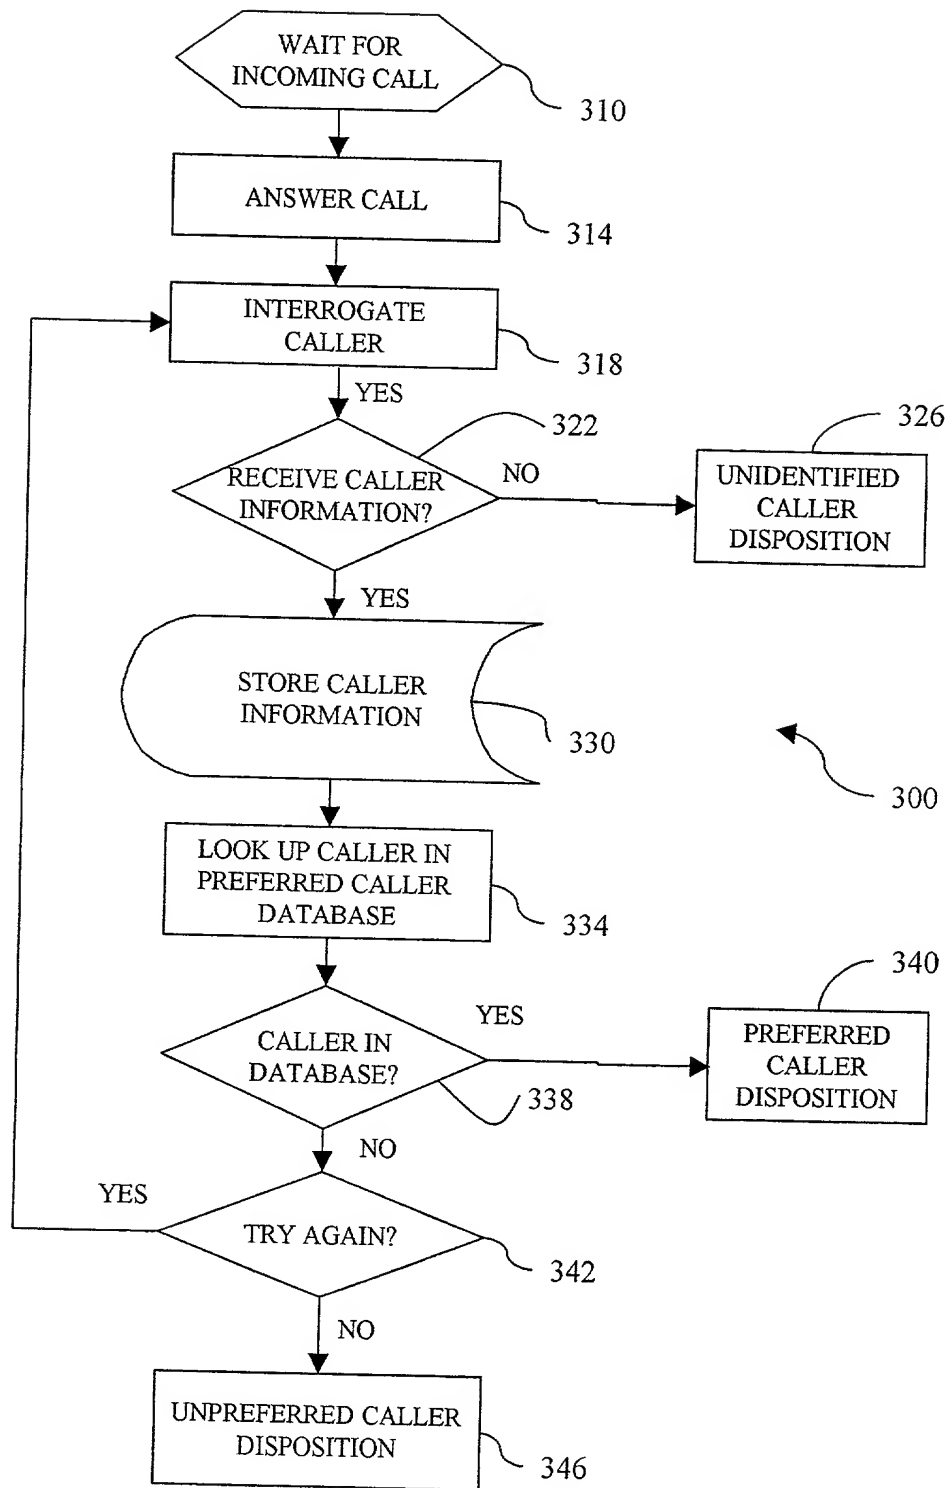 WAIT FOR
INCOMING CALL
310
ANSWER CALL
314
INTERROGATE
CALLER
318
YES
322
326
RECEIVE CALLER
INFORMATION?
NO
UNIDENTIFIED
CALLER
DISPOSITION
YES
STORE CALLER
INFORMATION
330
300
LOOK UP CALLER IN
PREFERRED CALLER
DATABASE
334
340
CALLER IN
DATABASE?
YES
338
PREFERRED
CALLER
DISPOSITION
NO
YES
TRY AGAIN?
342
NO
UNPREFERRED CALLER
DISPOSITION
346